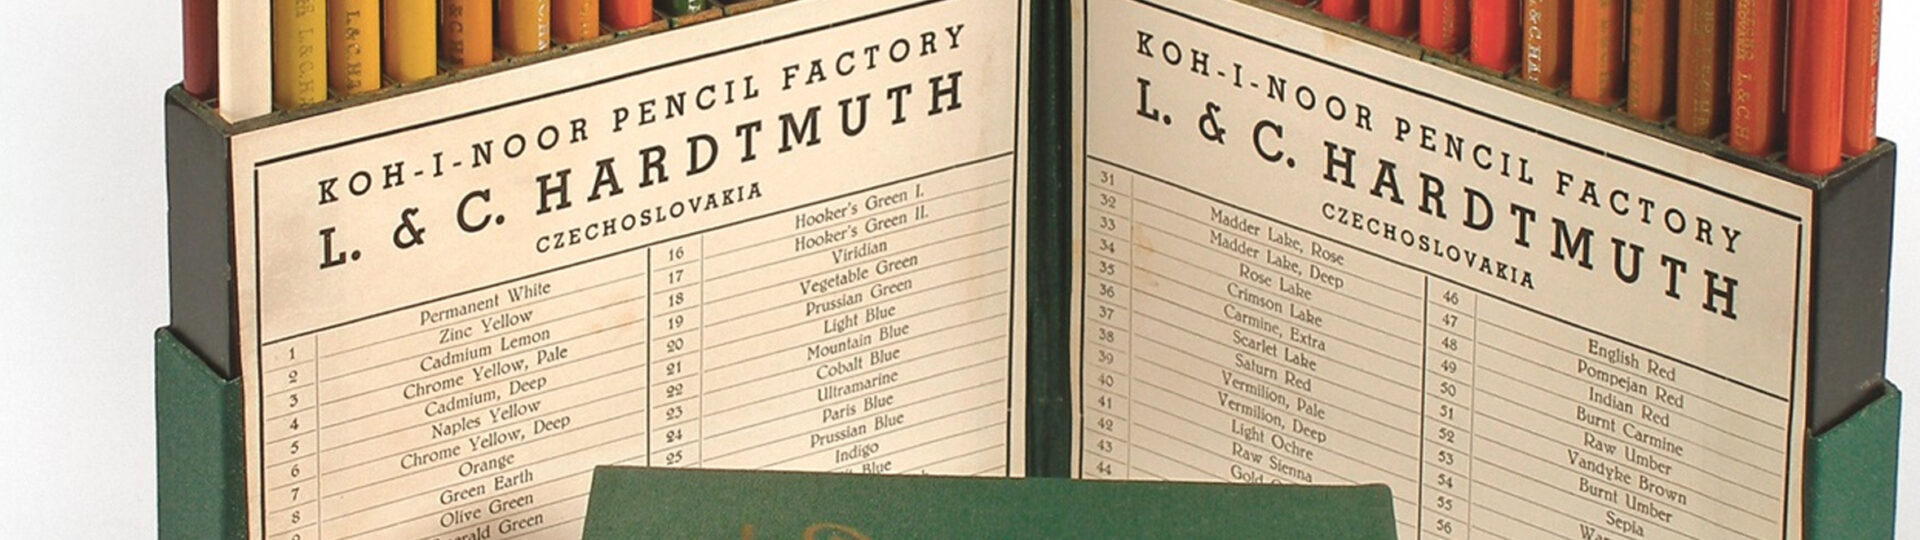 KOH-I-NOOR PENCIL FACTORY
L. & C. HARDTMUTH
CZECHOSLOVAKIA
1 Permanent White
2 Zinc Yellow
3 Cadmium Lemon
4 Chrome Yellow, Pale
5 Cadmium, Deep
6 Naples Yellow
7 Chrome Yellow, Deep
8 Orange
Green Earth
Olive Green
Green
16 Hooker's Green I.
17 Hooker's Green II.
18 Viridian
19 Vegetable Green
20 Prussian Green
21 Light Blue
22 Mountain Blue
23 Cobalt Blue
24 Ultramarine
25 Paris Blue
Prussian Blue
Indigo
Blue
KOH-I-NOOR PENCIL FACTORY
L. & C. HARDTMUTH
CZECHOSLOVAKIA
31 Madder Lake, Rose
32 Madder Lake, Deep
33 Rose Lake
34 Crimson Lake
35 Carmine, Extra
36 Scarlet Lake
37 Saturn Red
38 Vermilion, Pale
39 Vermilion, Deep
40 Light Ochre
41 Raw Sienna
42 Gold
43
44
46 English Red
47 Pompejan Red
48 Indian Red
49 Burnt Carmine
50 Raw Umber
51 Vandyke Brown
52 Burnt Umber
53 Sepia
54
55
56